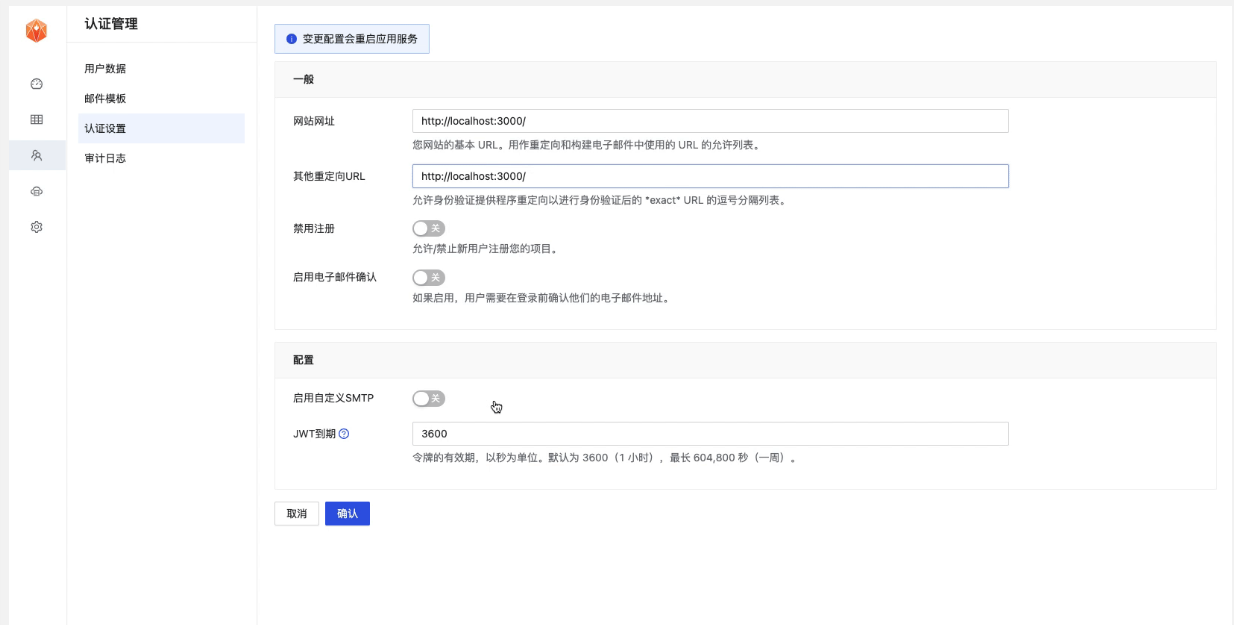 认证管理
用户数据
邮件模板
认证设置
审计日志
变更配置会重启应用服务
一般
网站网址
http://localhost:3000/
您网站的基本 URL。用作重定向和构建电子邮件中使用的 URL 的允许列表。
其他重定向URL
http://localhost:3000/
允许身份验证提供程序重定向以进行身份验证后的 *exact* URL 的逗号分隔列表。
禁用注册
关
允许/禁止新用户注册您的项目。
启用电子邮件确认
关
如果启用，用户需要在登录前确认他们的电子邮件地址。
配置
启用自定义SMTP
关
JWT到期
3600
令牌的有效期，以秒为单位。默认为 3600（1 小时），最长 604,800 秒（一周）。
取消
确认